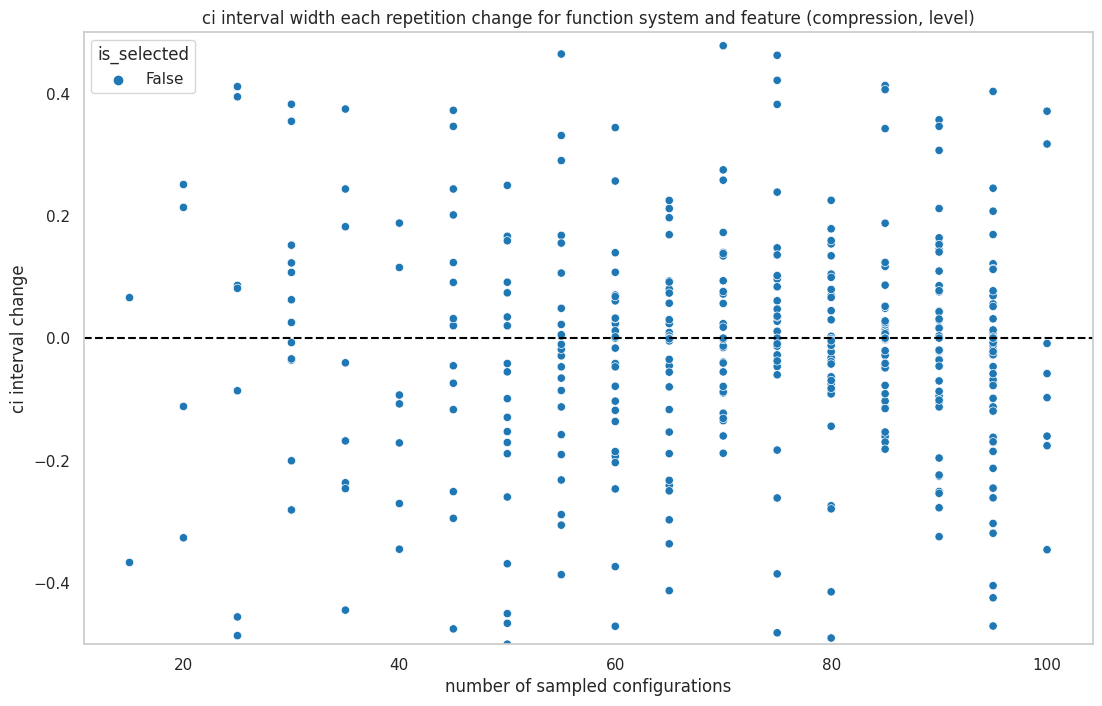 ci interval width each repetition change for function system and feature (compression, level)
is_selected
False
0.4
0.2
0.0
−0.2
−0.4
ci interval change
20 40 60 80 100
number of sampled configurations